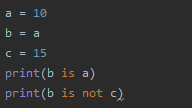 a = 10
b = a
c = 15
print(b is a)
print(b is not c)